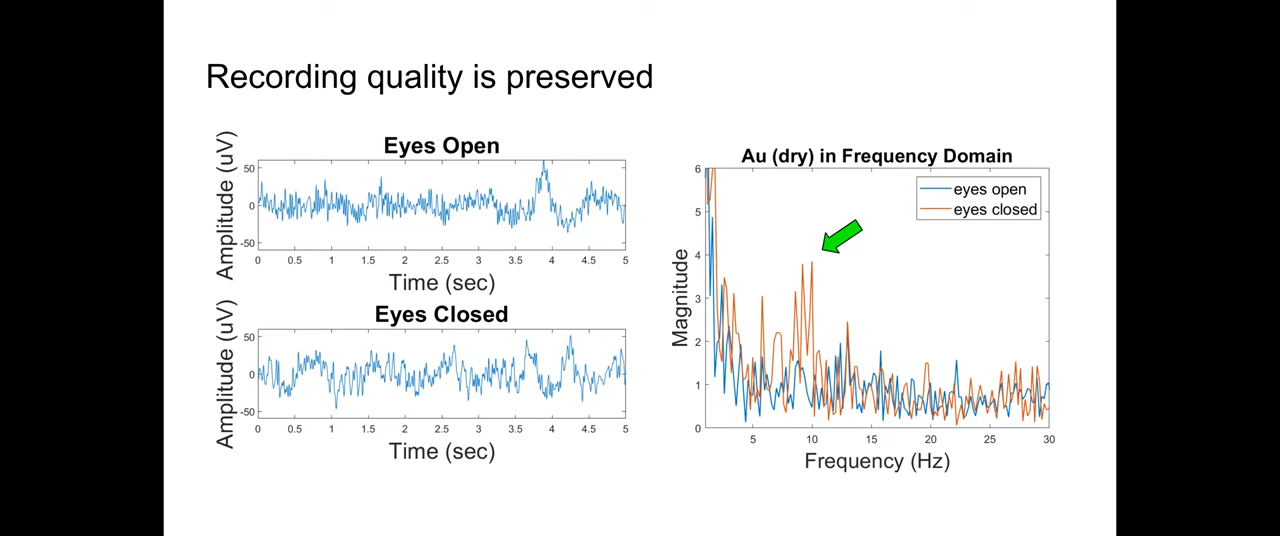 Recording quality is preserved
Eyes Open
Amplitude (uV)
50
0
-50
0 0.5 1 1.5 2 2.5 3 3.5 4 4.5 5
Time (sec)
Eyes Closed
Amplitude (uV)
50
0
-50
0 0.5 1 1.5 2 2.5 3 3.5 4 4.5 5
Time (sec)
Au (dry) in Frequency Domain
eyes open
eyes closed
Magnitude
6
5
4
3
2
1
0
5 10 15 20 25 30
Frequency (Hz)